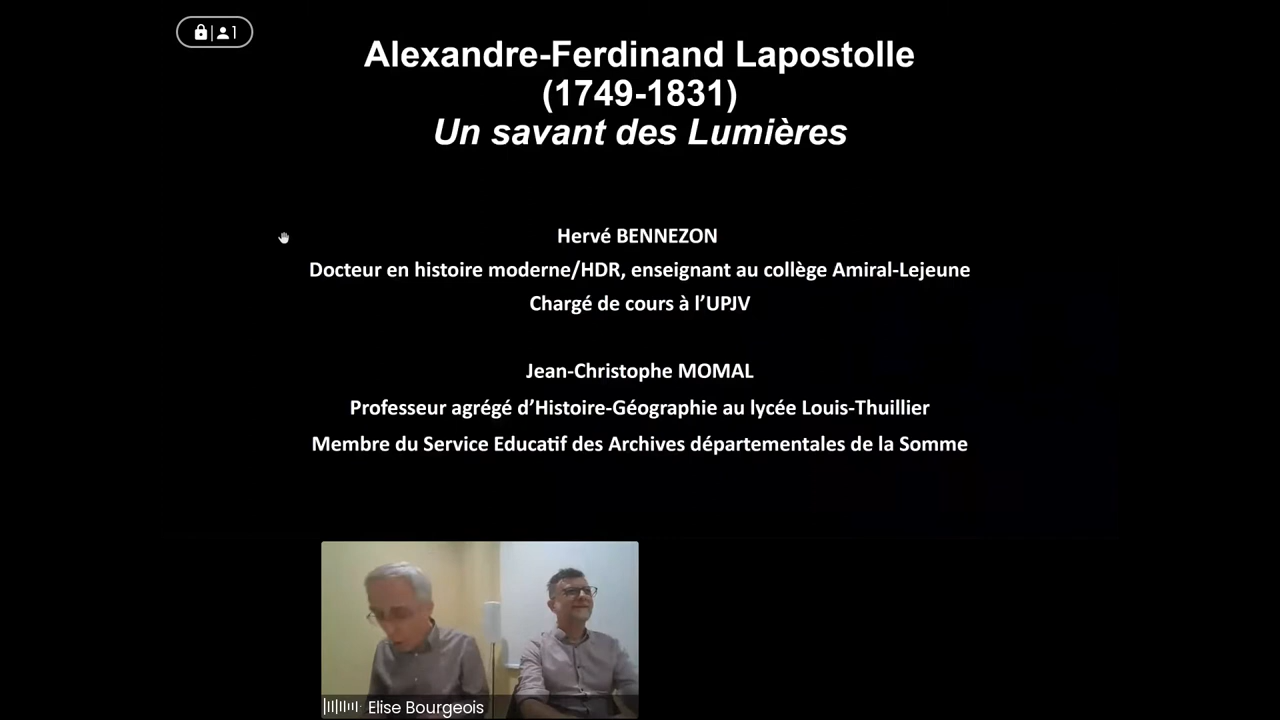 1
Alexandre-Ferdinand Lapostolle
(1749-1831)
Un savant des Lumières
Hervé BENNEZON
Docteur en histoire moderne/HDR, enseignant au collège Amiral-Lejeune
Chargé de cours à l’UPJV
Jean-Christophe MOMAL
Professeur agrégé d’Histoire-Géographie au lycée Louis-Thuillier
Membre du Service Educatif des Archives départementales de la Somme
Elise Bourgeois